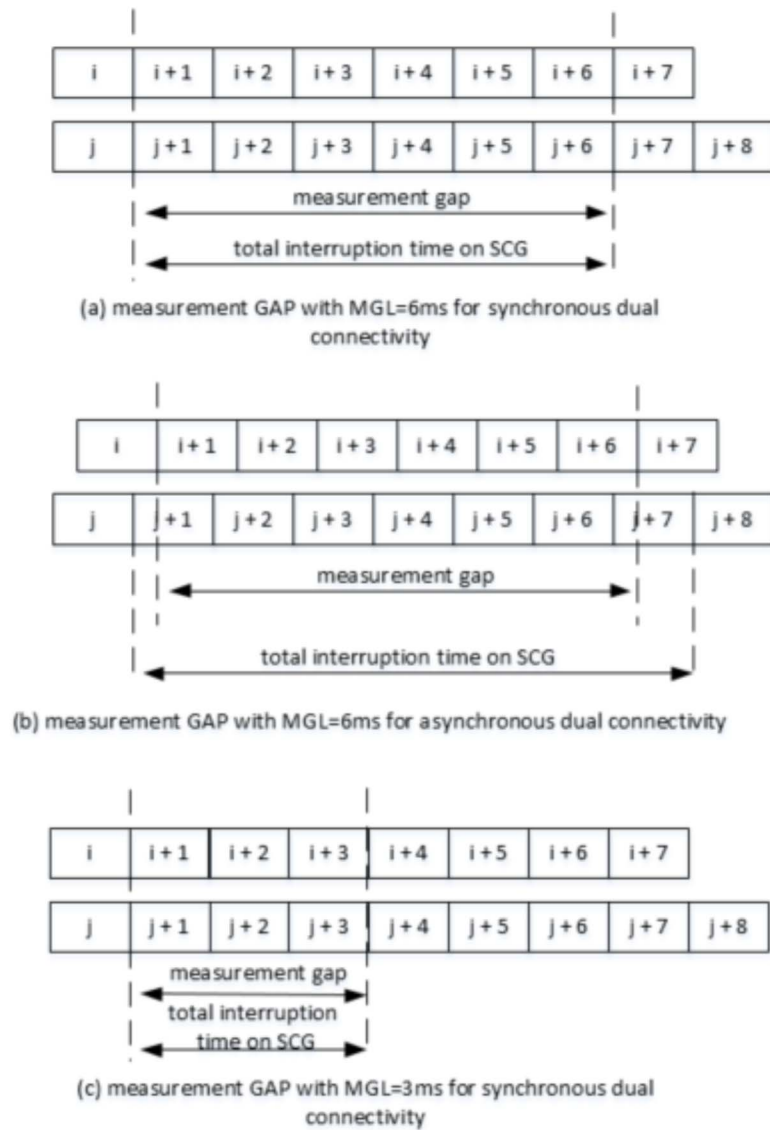 i i + 1 i + 2 i + 3 i + 4 i + 5 i + 6 i + 7
j j + 1 j + 2 j + 3 j + 4 j + 5 j + 6 j + 7 j + 8
measurement gap
total interruption time on SCG
(a) measurement GAP with MGL=6ms for synchronous dual
connectivity
i i + 1 i + 2 i + 3 i + 4 i + 5 i + 6 i + 7
j j + 1 j + 2 j + 3 j + 4 j + 5 j + 6 j + 7 j + 8
measurement gap
total interruption time on SCG
(b) measurement GAP with MGL=6ms for asynchronous dual connectivity
i i + 1 i + 2 i + 3 i + 4 i + 5 i + 6 i + 7
j j + 1 j + 2 j + 3 j + 4 j + 5 j + 6 j + 7 j + 8
measurement gap
total interruption
time on SCG
(c) measurement GAP with MGL=3ms for synchronous dual
connectivity